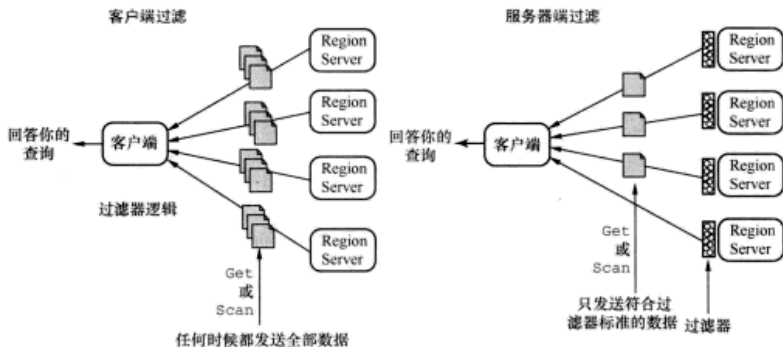 客户端过滤
Region
Server
Region
Server
回答你的
查询
客户端
Region
Server
过滤器逻辑
Region
Server
Get
或
Scan
任何时候都发送全部数据
服务器端过滤
Region
Server
Region
Server
回答你的
查询
客户端
Region
Server
Region
Server
Get
或
Scan
只发送符合过
滤器标准的数据
过滤器